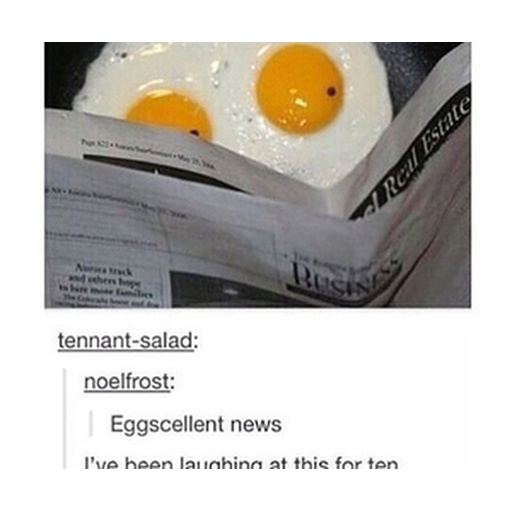 Real Estate
BUSINESS
Aurora track
and others hope
to lure more families
tennant-salad:
noelfrost:
Eggscellent news
I've been laughing at this for ten